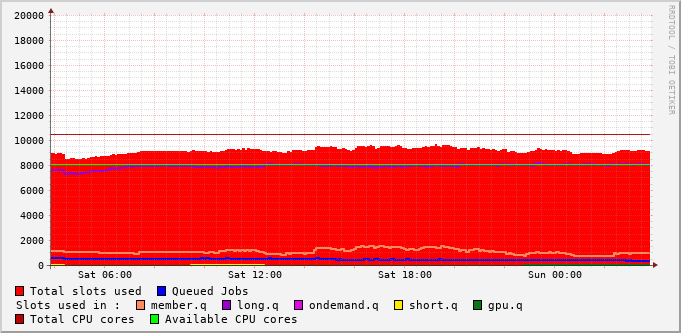 20000
18000
16000
14000
12000
10000
8000
6000
4000
2000
0
Sat 06:00 Sat 12:00 Sat 18:00 Sun 00:00
Total slots used Queued Jobs
Slots used in : member.q long.q ondemand.q short.q gpu.q
Total CPU cores Available CPU cores
RRDTOOL / TOBI OETIKER